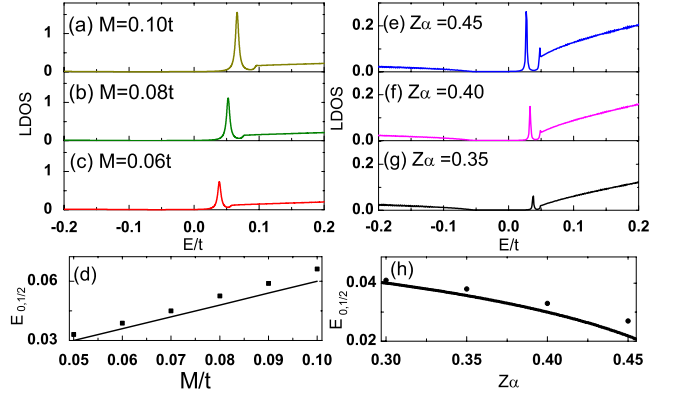 (a) M=0.10t
1
0
(b) M=0.08t
1
0
LDOS
(c) M=0.06t
1
0
-0.2 -0.1 0.0 0.1 0.2
E/t
(e) Zα =0.45
0.2
0.0
(f) Zα =0.40
0.2
0.0
LDOS
(g) Zα =0.35
0.2
0.0
-0.2 -0.1 0.0 0.1 0.2
E/t
(d)
0.06
0.03
E 0,1/2
0.05 0.06 0.07 0.08 0.09 0.10
M/t
(h)
0.04
0.02
E 0,1/2
0.30 0.35 0.40 0.45
Zα